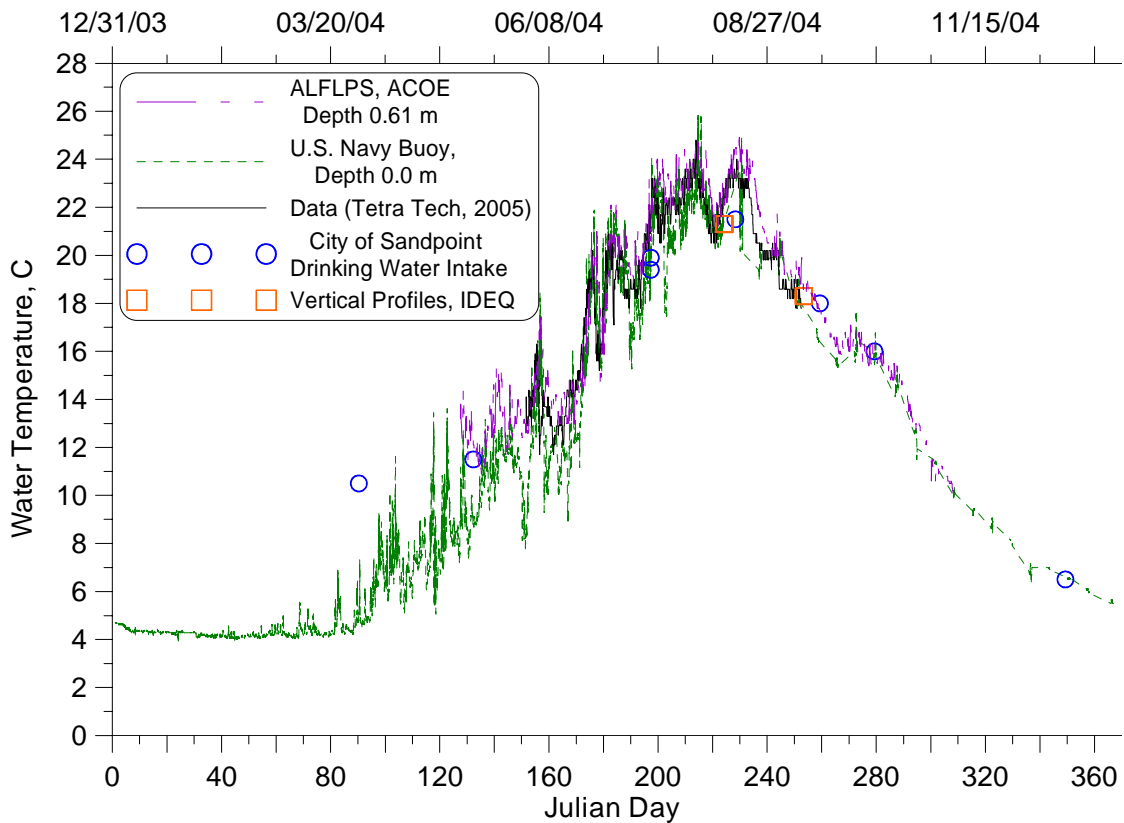 12/31/03 03/20/04 06/08/04 08/27/04 11/15/04
28
26
24
22
20
18
16
14
12
10
8
6
4
2
0
Water Temperature, C
ALFLPS, ACOE
Depth 0.61 m
U.S. Navy Buoy,
Depth 0.0 m
Data (Tetra Tech, 2005)
City of Sandpoint
Drinking Water Intake
Vertical Profiles, IDEQ
0 40 80 120 160 200 240 280 320 360
Julian Day